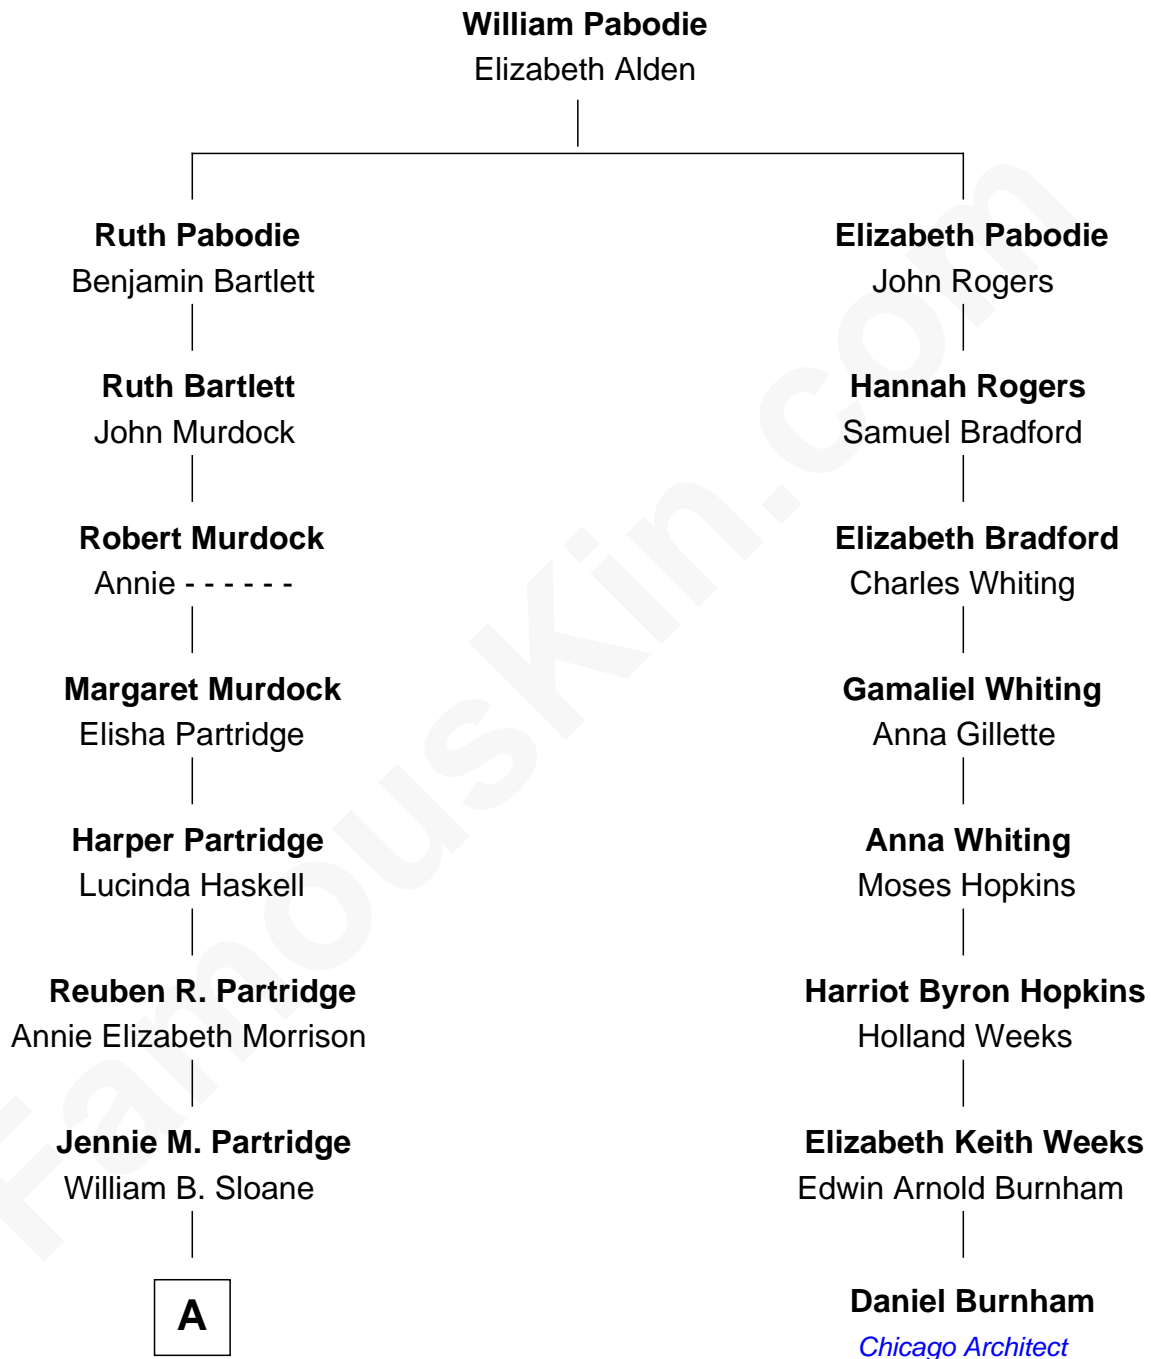 William Pabodie
Elizabeth Alden
Ruth Pabodie
Benjamin Bartlett
Elizabeth Pabodie
John Rogers
Ruth Bartlett
John Murdock
Hannah Rogers
Samuel Bradford
Robert Murdock
Annie - - - - - -
Elizabeth Bradford
Charles Whiting
Margaret Murdock
Elisha Partridge
Gamaliel Whiting
Anna Gillette
Harper Partridge
Lucinda Haskell
Anna Whiting
Moses Hopkins
Reuben R. Partridge
Annie Elizabeth Morrison
Harriot Byron Hopkins
Holland Weeks
Jennie M. Partridge
William B. Sloane
Elizabeth Keith Weeks
Edwin Arnold Burnham
A
Daniel Burnham
Chicago Architect
FamousKin.com